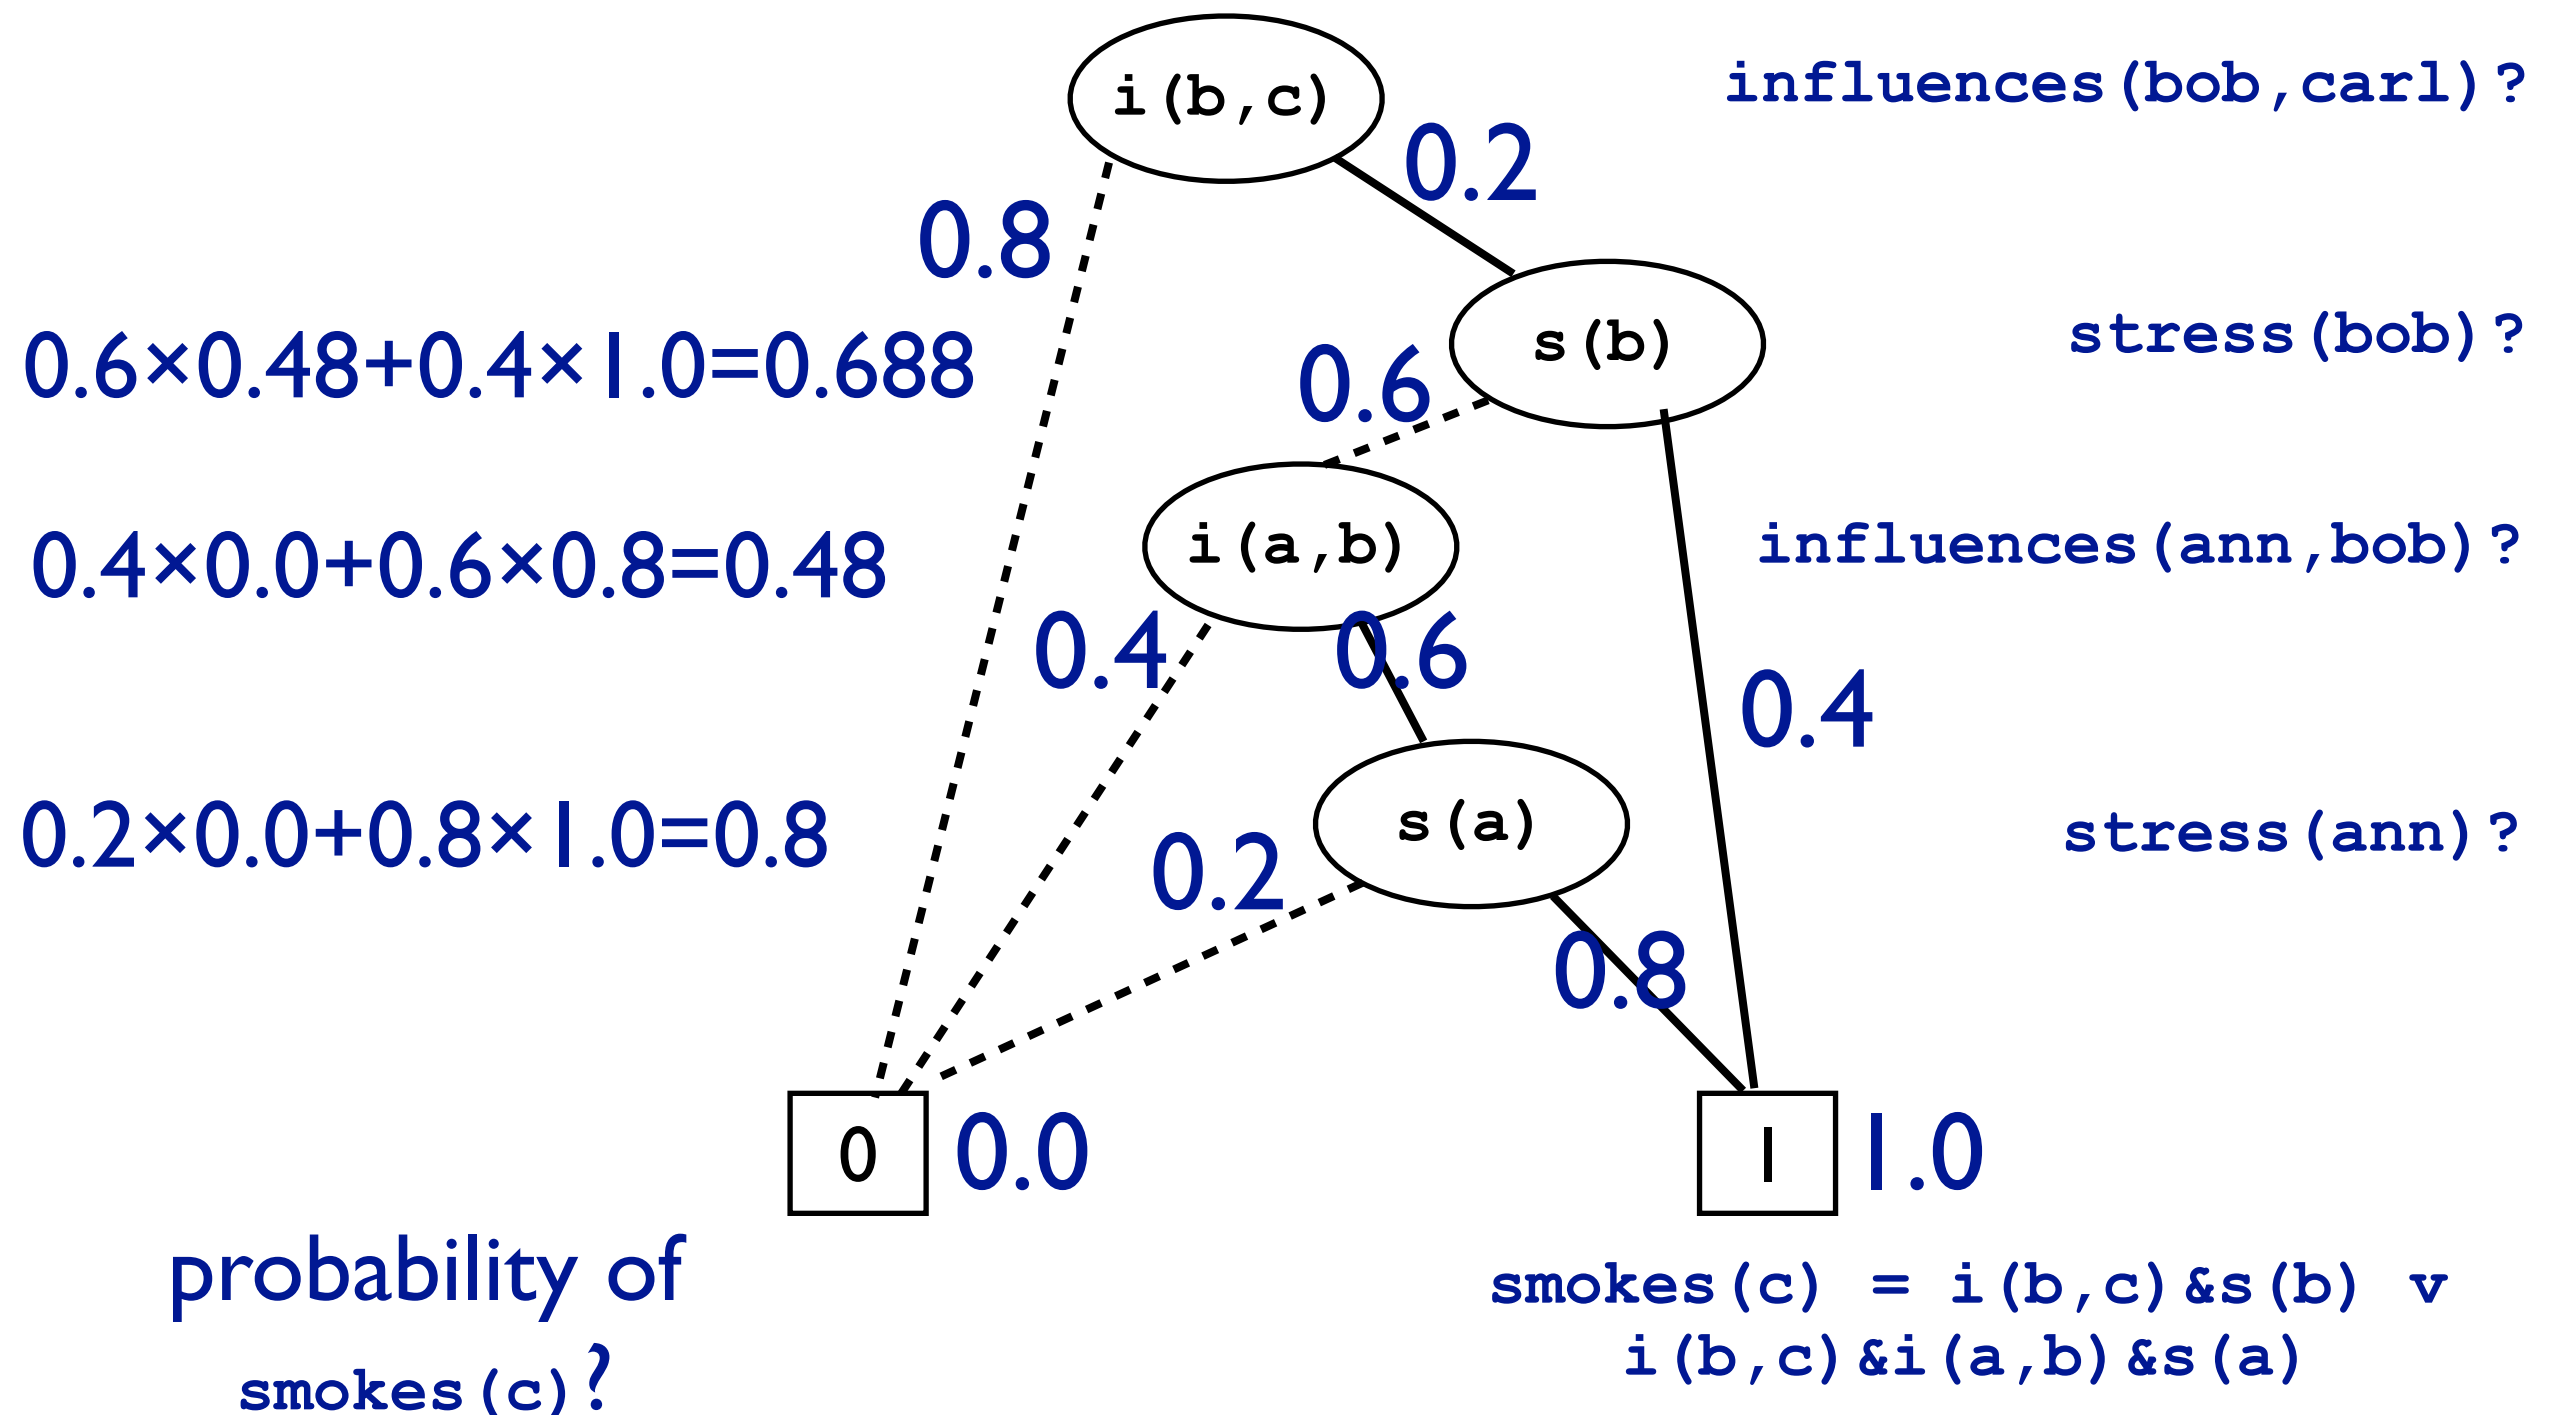 i(b,c)
influences(bob,carl)?
0.2
0.8
s(b)
stress(bob)?
0.6×0.48+0.4×1.0=0.688
0.6
i(a,b)
influences(ann,bob)?
0.4×0.0+0.6×0.8=0.48
0.4
0.6
0.4
s(a)
stress(ann)?
0.2×0.0+0.8×1.0=0.8
0.2
0.8
0
0.0
1
1.0
probability of
smokes(c)?
smokes(c) = i(b,c)&s(b) v
i(b,c)&i(a,b)&s(a)